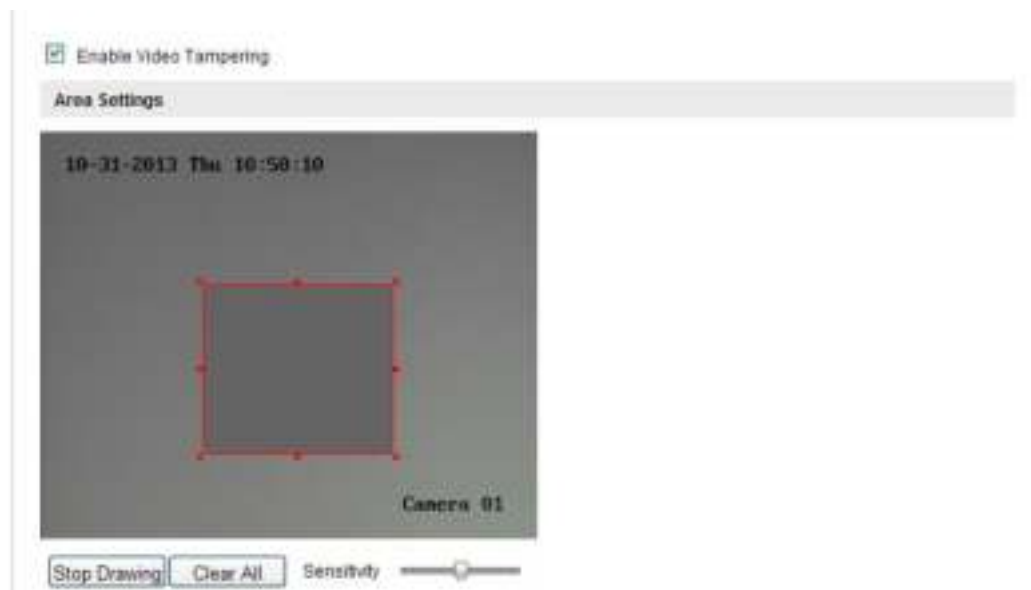 Enable Video Tampering
Area Settings
10-31-2013 Thu 10:50:10
Camera 01
Stop Drawing Clear All Sensitivity